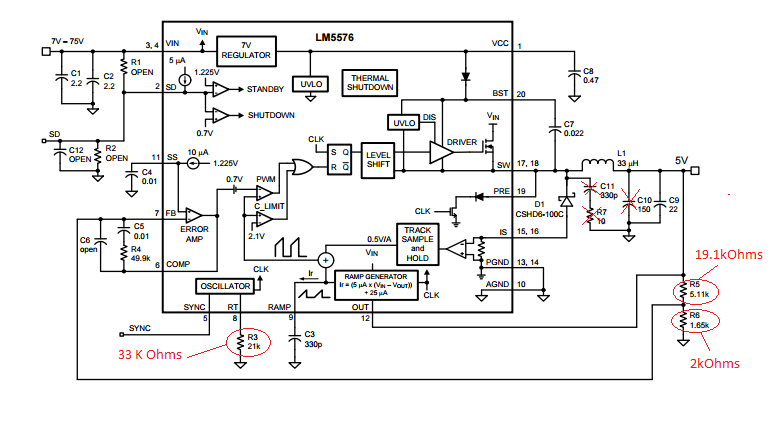 LM5576
7V – 75V
VIN
3, 4
VIN
7V
REGULATOR
VCC
1
R1
OPEN
5 µA
1.225V
C1
2.2
C2
2.2
UVLO
THERMAL
SHUTDOWN
C8
0.47
2
SD
STANDBY
BST
20
SHUTDOWN
0.7V
UVLO
DIS
VIN
C7
0.022
SD
C12
OPEN
R2
OPEN
CLK
S
Q
R
Q
LEVEL
SHIFT
DRIVER
L1
33 µH
5V
11
SS
10 µA
1.225V
SW
17, 18
C4
0.01
0.7V
PWM
C_LIMIT
2.1V
PRE
19
CLK
D1
CSHD6-100C
C11
330p
R7
10
C10
150
C9
22
7
FB
C5
0.01
C6
open
R4
49.9k
ERROR
AMP
6
COMP
IS
15, 16
TRACK
SAMPLE
and
HOLD
0.5V/A
VIN
PGND
13, 14
19.1kOhms
CLK
Ir
RAMP GENERATOR
Ir = (5 µA x (VIN – VOUT))
+ 25 µA
CLK
AGND
10
R5
5.11k
OSCILLATOR
SYNC
RT
RAMP
OUT
5
8
9
12
R6
1.65k
SYNC
33 K Ohms
R3
21k
C3
330p
2kOhms